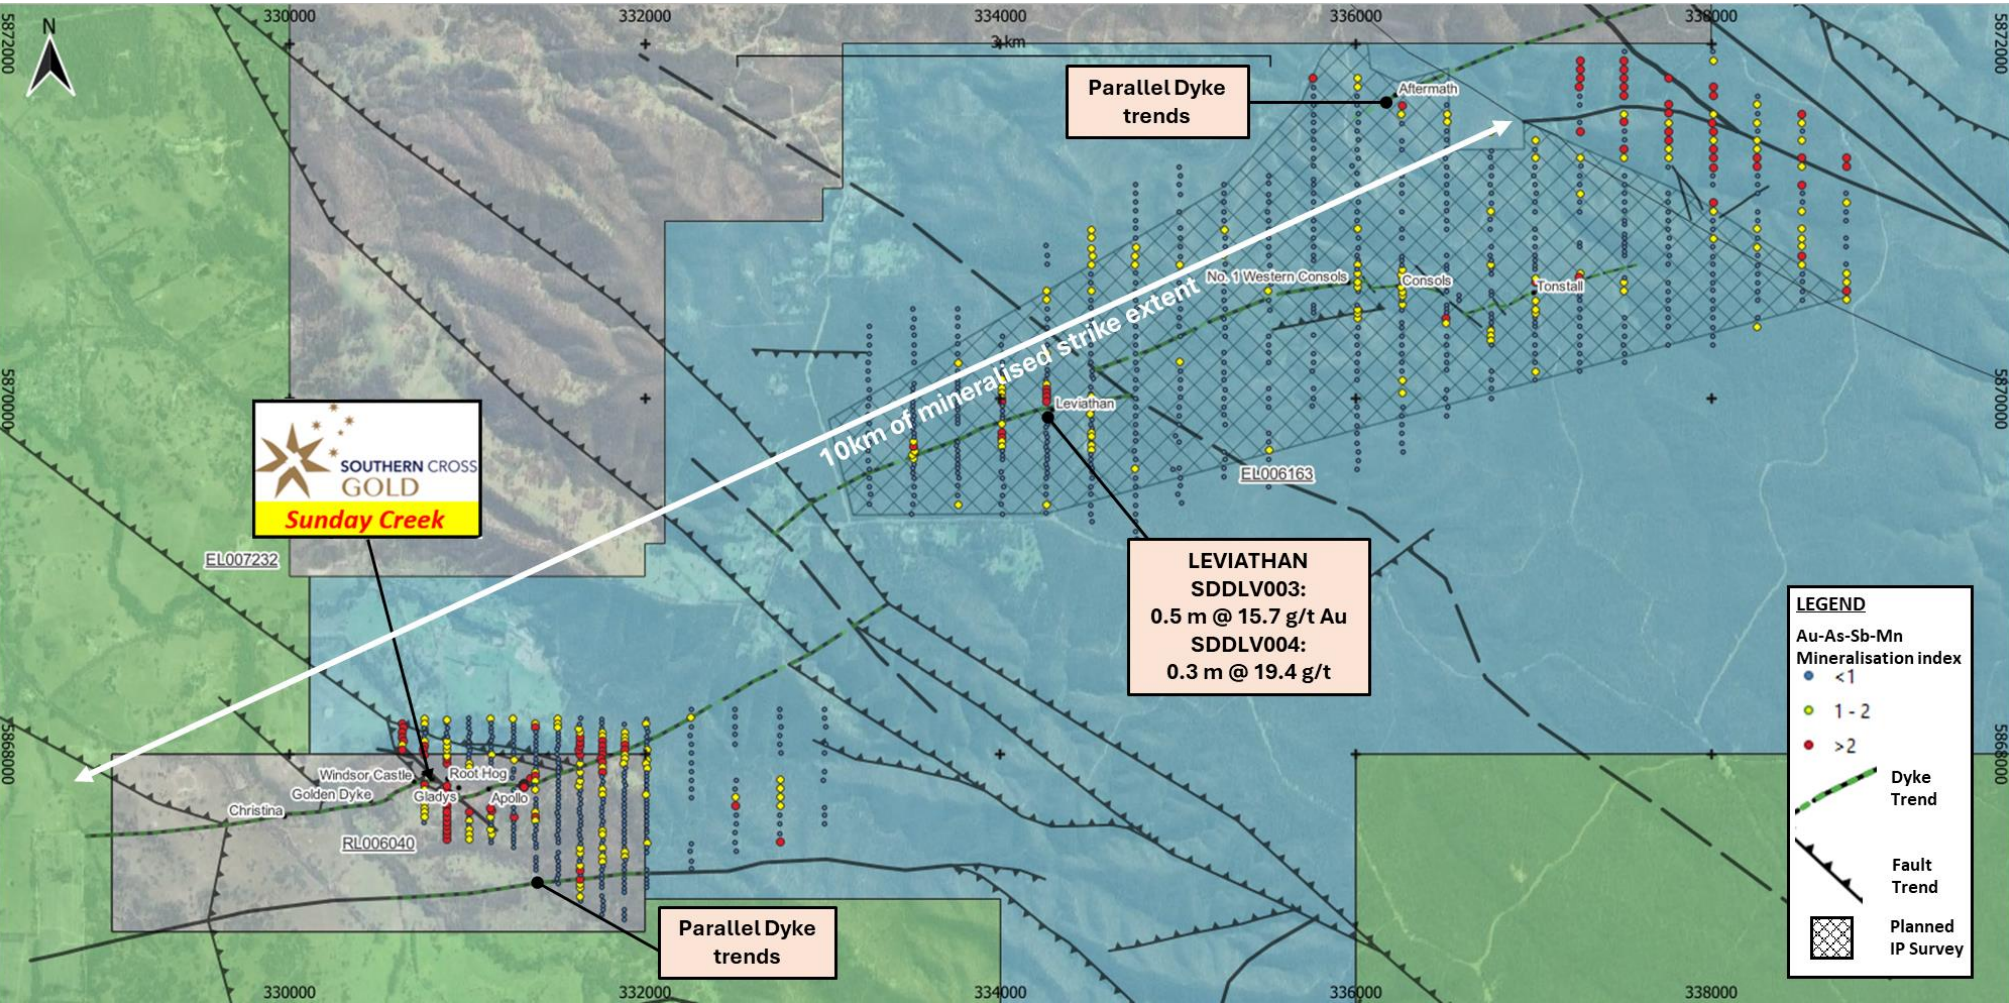 330000
332000
334000
336000
338000
N
5872000
5872000
3 km
Parallel Dyke
trends
Aftermath
No. 1 Western Consols
Consols
Tonstall
10km of mineralised strike extent
Leviathan
5870000
5870000
SOUTHERN CROSS
GOLD
Sunday Creek
EL006163
EL007232
LEVIATHAN
SDDLV003:
0.5 m @ 15.7 g/t Au
SDDLV004:
0.3 m @ 19.4 g/t
LEGEND
Au-As-Sb-Mn
Mineralisation index
<1
1 - 2
>2
Dyke
Trend
Fault
Trend
Planned
IP Survey
5868000
5868000
Windsor Castle
Root Hog
Golden Dyke
Gladys
Apollo
Christina
RL006040
Parallel Dyke
trends
330000
332000
334000
336000
338000